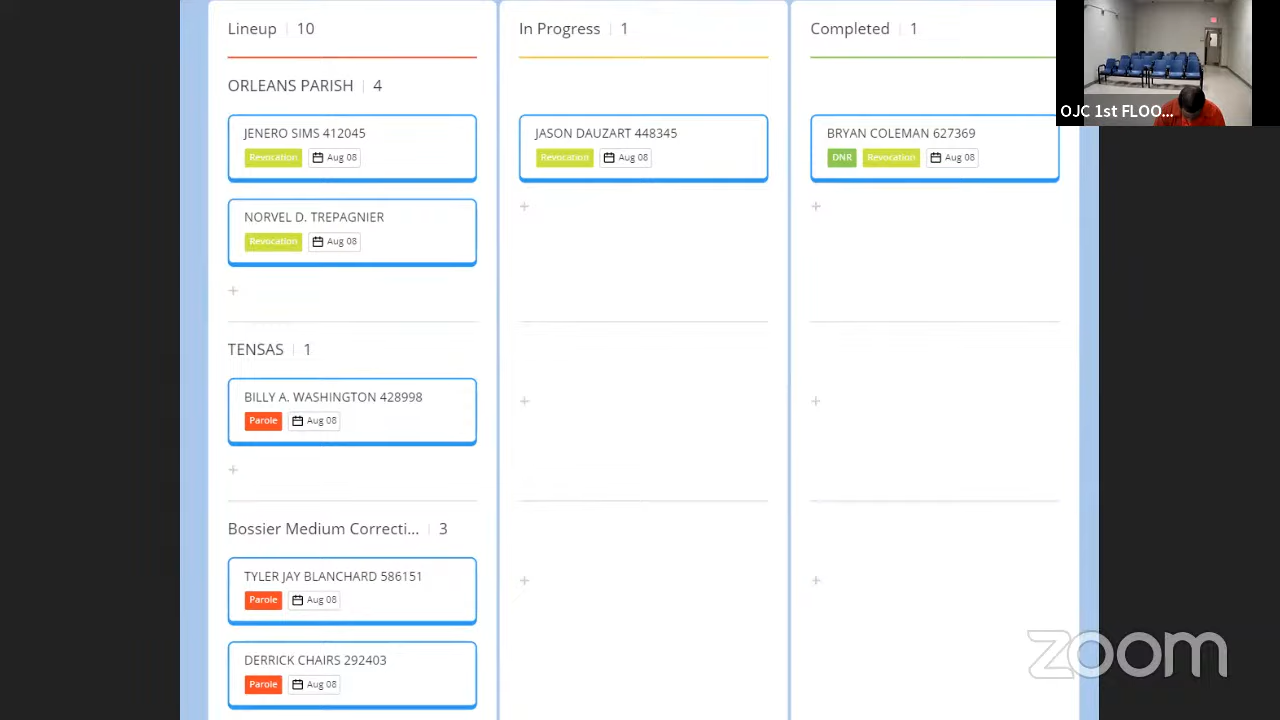 Lineup 10
In Progress 1
Completed 1
OJC 1st FLOO...
ORLEANS PARISH 4
JENERO SIMS 412045
Revocation Aug 08
JASON DAUZART 448345
Revocation Aug 08
BRYAN COLEMAN 627369
DNR Revocation Aug 08
NORVEL D. TREPAGNIER
Revocation Aug 08
TENSAS 1
BILLY A. WASHINGTON 428998
Parole Aug 08
Bossier Medium Correcti... 3
TYLER JAY BLANCHARD 586151
Parole Aug 08
DERRICK CHAIRS 292403
Parole Aug 08
zoom